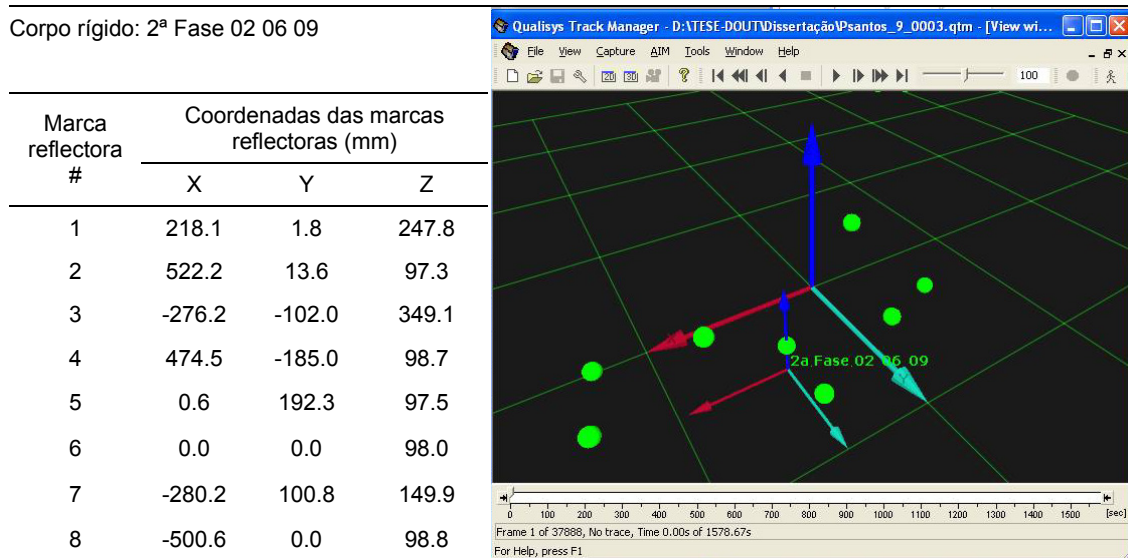 Corpo rígido: 2ª Fase 02 06 09
Marca reflectora #
Coordenadas das marcas reflectoras (mm)
X Y Z
1 218.1 1.8 247.8
2 522.2 13.6 97.3
3 -276.2 -102.0 349.1
4 474.5 -185.0 98.7
5 0.6 192.3 97.5
6 0.0 0.0 98.0
7 -280.2 100.8 149.9
8 -500.6 0.0 98.8
Qualisys Track Manager - D:\TESE-DOUT\Dissertação\Psantos_9_0003.qtm - [View wi...
File View Capture AIM Tools Window Help
2D 3D ? 100
2a Fase 02 06 09
0 100 200 300 400 500 600 700 800 900 1000 1100 1200 1300 1400 1500 [sec]
Frame 1 of 37888, No trace, Time 0.00s of 1578.67s
For Help, press F1